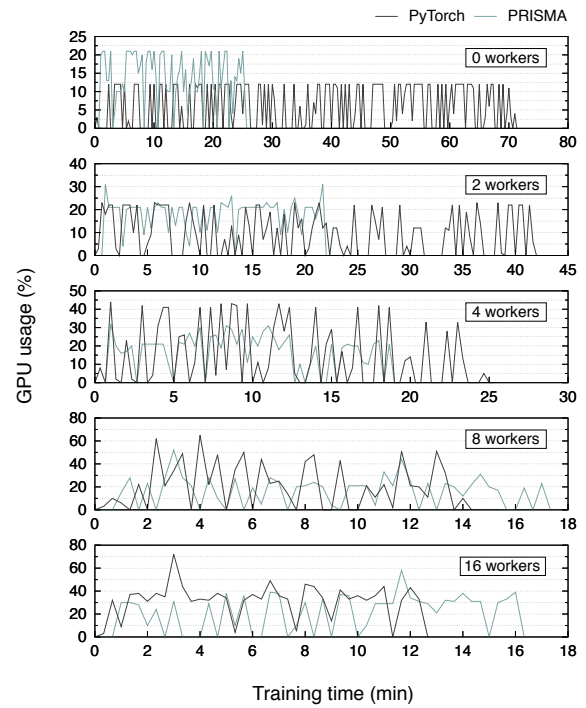 PyTorch PRISMA
25
20
15
10
5
0
0 workers
0 10 20 30 40 50 60 70 80
40
30
20
10
0
2 workers
0 5 10 15 20 25 30 35 40 45
50
40
30
20
10
0
4 workers
0 5 10 15 20 25 30
GPU usage (%)
80
60
40
20
0
8 workers
0 2 4 6 8 10 12 14 16 18
80
60
40
20
0
16 workers
0 2 4 6 8 10 12 14 16 18
Training time (min)